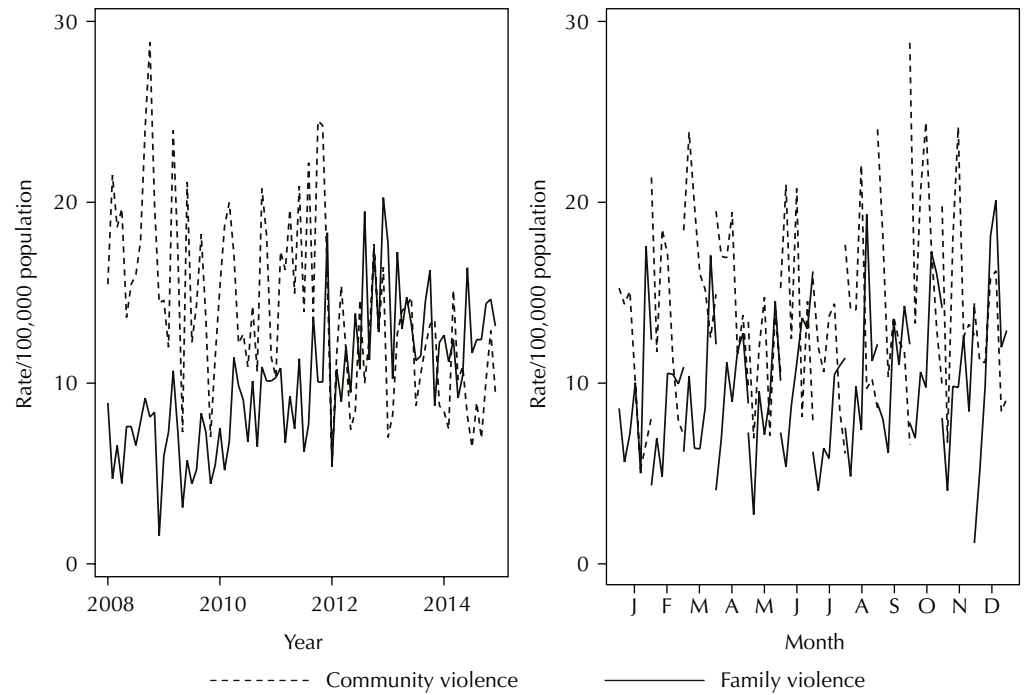 30
20
10
0
Rate/100,000 population
2008 2010 2012 2014
Year
30
20
10
0
Rate/100,000 population
J F M A M J J A S O N D
Month
Community violence
Family violence